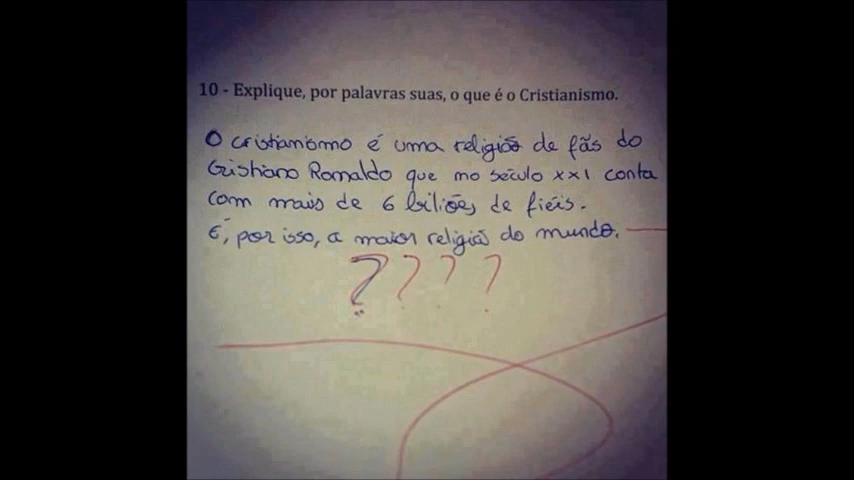 10 - Explique, por palavras suas, o que é o Cristianismo.
O cristianismo é uma religião de fãs do
Cristiano Ronaldo que no século xx1 conta
com mais de 6 biliões de fiéis.
É, por isso, a maior religião do mundo.
????